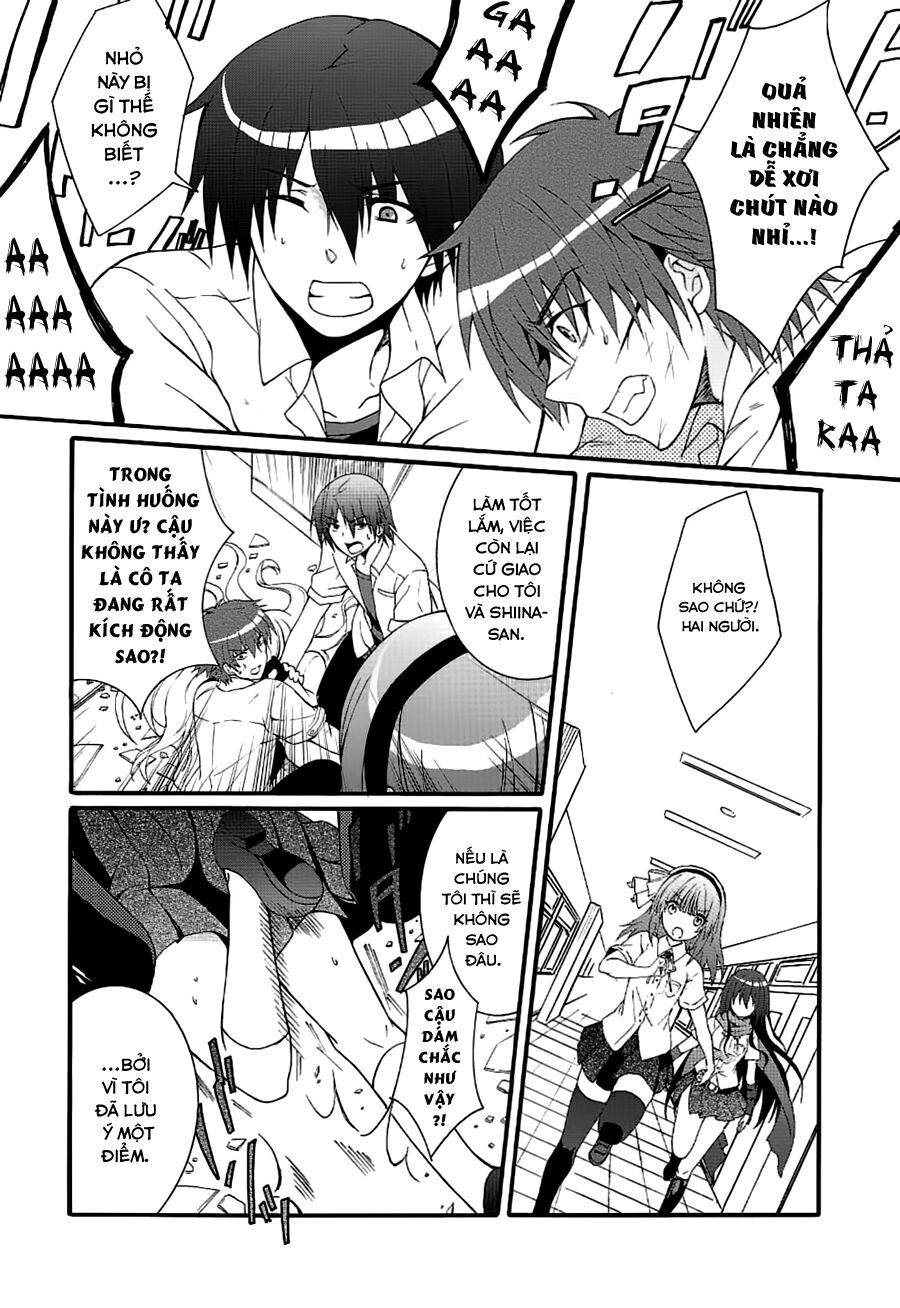 QUẢ
NHIÊN
LÀ CHẲNG
DỄ XƠI
CHÚT NÀO
NHỈ...!
THẢ
TA
KAA
GA
AA
AA
NHỎ
NÀY BỊ
GÌ THẾ
KHÔNG
BIẾT
...?
AA
AAA
AAAA
KHÔNG
SAO CHỨ?!
HAI NGƯỜI.
LÀM TỐT
LẮM, VIỆC
CÒN LẠI
CỨ GIAO
CHO TÔI
VÀ SHIINA-
SAN.
TRONG
TÌNH HUỐNG
NÀY Ư? CẬU
KHÔNG THẤY
LÀ CÔ TA
ĐANG RẤT
KÍCH ĐỘNG
SAO?!
NẾU LÀ
CHÚNG
TÔI THÌ SẼ
KHÔNG
SAO
ĐÂU.
SAO
CẬU
DÁM
CHẮC
NHƯ
VẬY
?!
...BỞI
VÌ TÔI
ĐÃ LƯU
Ý MỘT
ĐIỂM.